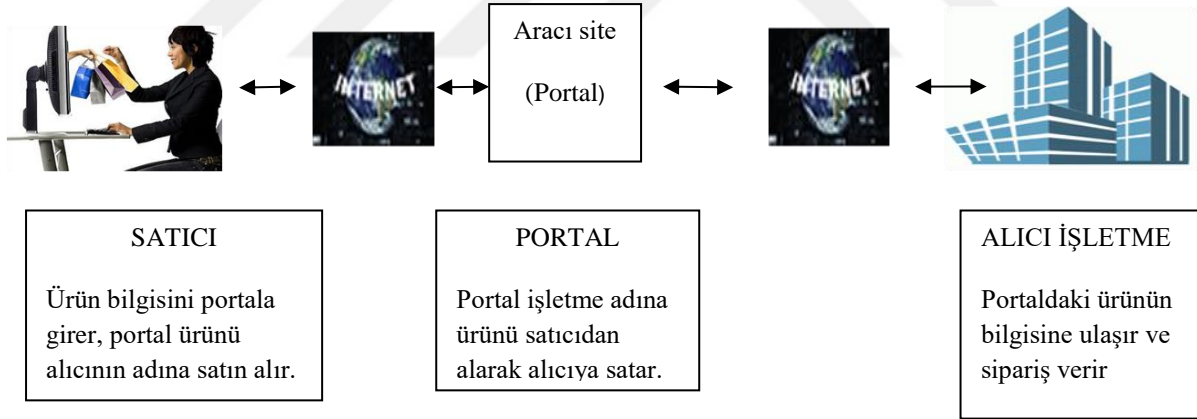 Aracı site
(Portal)
INTERNET
INTERNET
SATICI
Ürün bilgisini portala
girer, portal ürünü
alıcının adına satın alır.
PORTAL
Portal işletme adına
ürünü satıcıdan
alarak alıcıya satar.
ALICI İŞLETME
Portaldaki ürünün
bilgisine ulaşır ve
sipariş verir